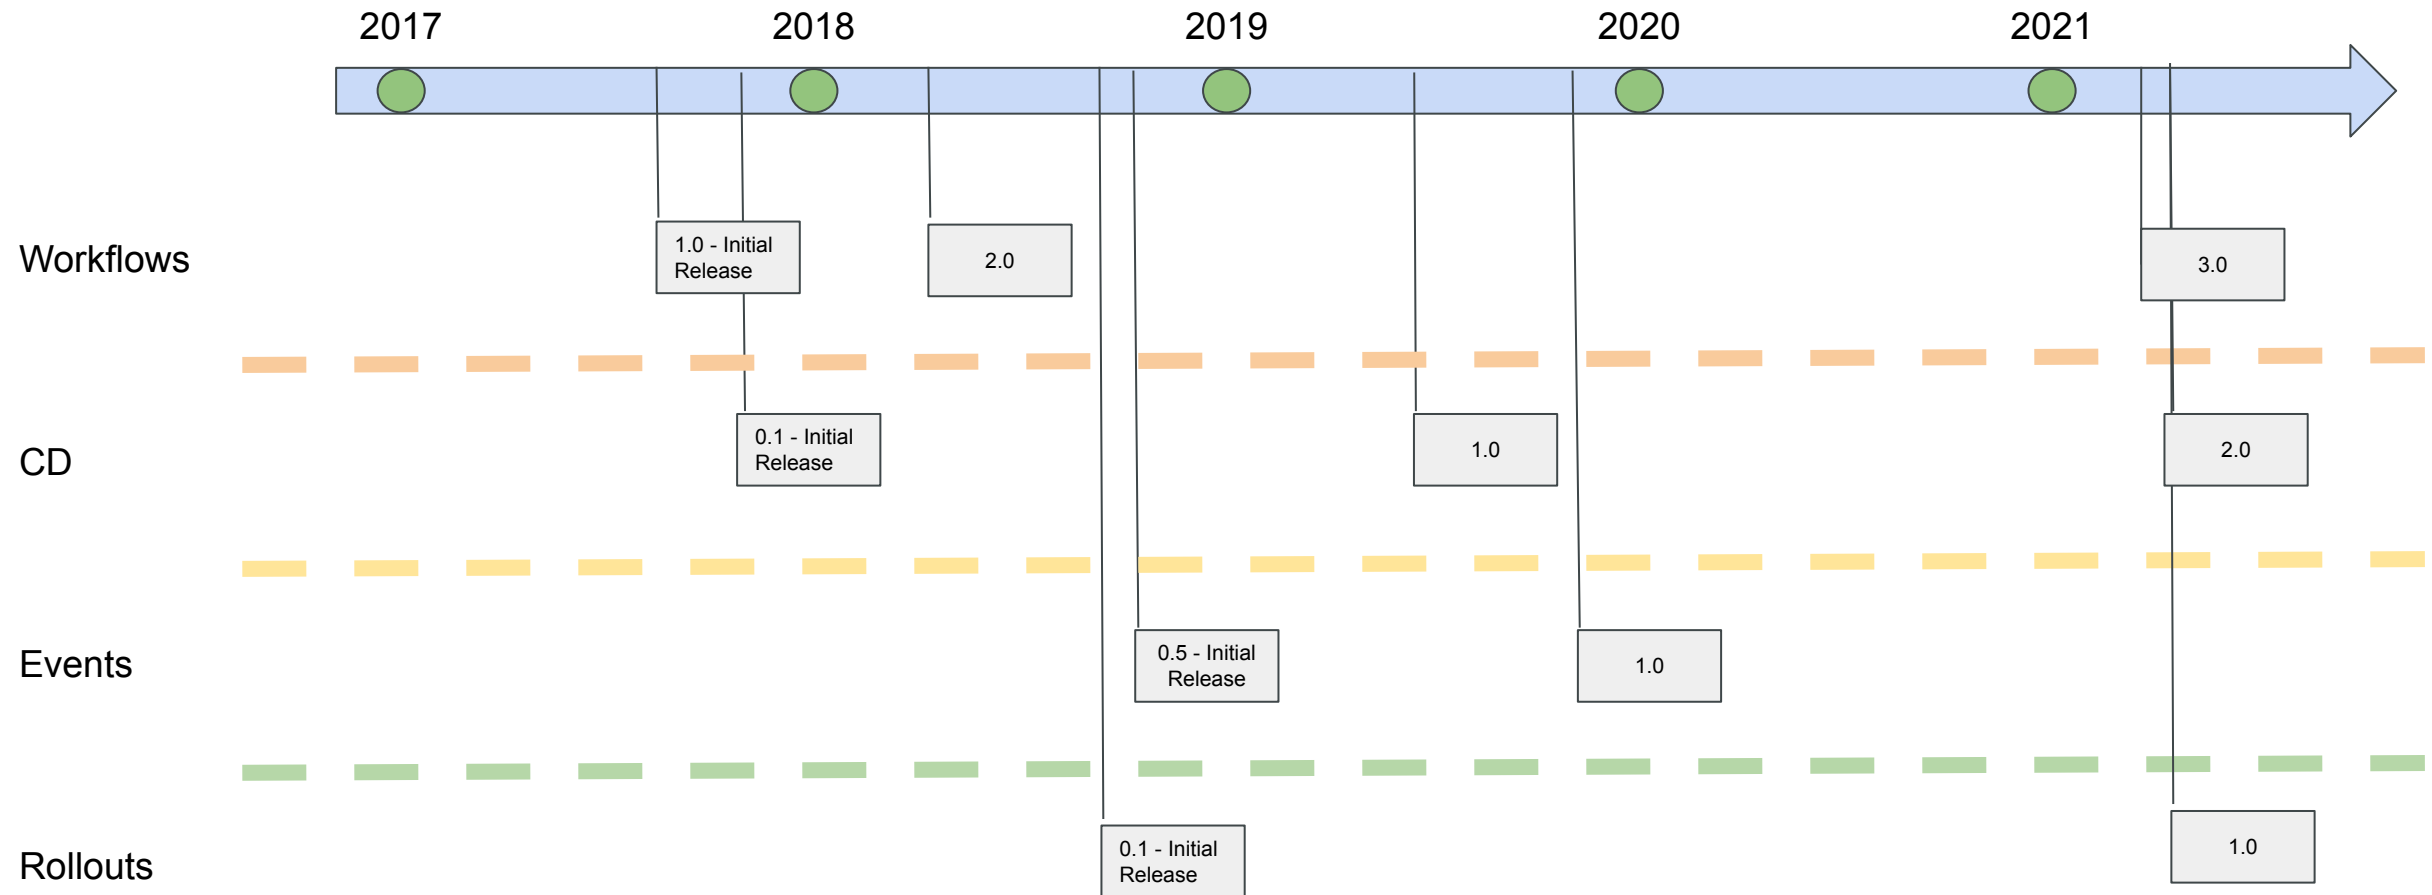 2017
2018
2019
2020
2021
Workflows
1.0 - Initial
Release
2.0
3.0
CD
0.1 - Initial
Release
1.0
2.0
Events
0.5 - Initial
Release
1.0
Rollouts
0.1 - Initial
Release
1.0